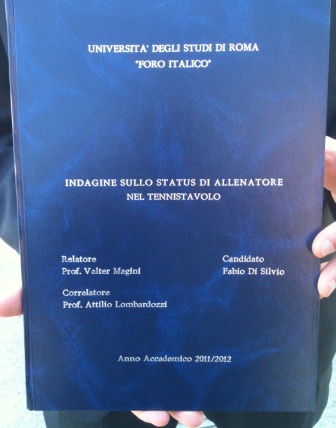 UNIVERSITA' DEGLI STUDI DI ROMA
"FORO ITALICO"
INDAGINE SULLO STATUS DI ALLENATORE
NEL TENNISTAVOLO
Relatore
Prof. Valter Magini
Candidato
Fabio Di Silvio
Correlatore
Prof. Attilio Lombardozzi
Anno Accademico 2011/2012